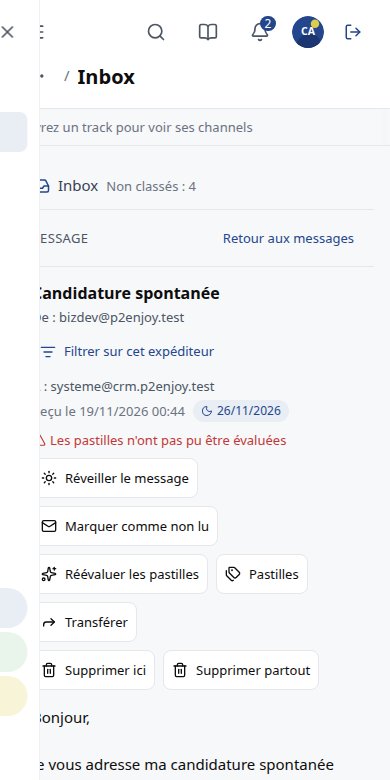 2
CA
/ Inbox
un track pour voir ses channels
Inbox Non classés : 4
Retour aux messages
Candidature spontanée
: bizdev@p2enjoy.test
Filtrer sur cet expéditeur
: systeme@crm.p2enjoy.test
le 19/11/2026 00:44 26/11/2026
Les pastilles n'ont pas pu être évaluées
Réveiller le message
Marquer comme non lu
Réévaluer les pastilles Pastilles
Transférer
Supprimer ici Supprimer partout
Bonjour,
vous adresse ma candidature spontanée